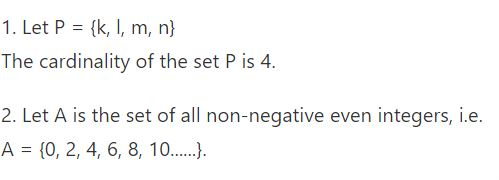 1. Let P = {k, l, m, n}
The cardinality of the set P is 4.
2. Let A is the set of all non-negative even integers, i.e.
A = {0, 2, 4, 6, 8, 10......}.